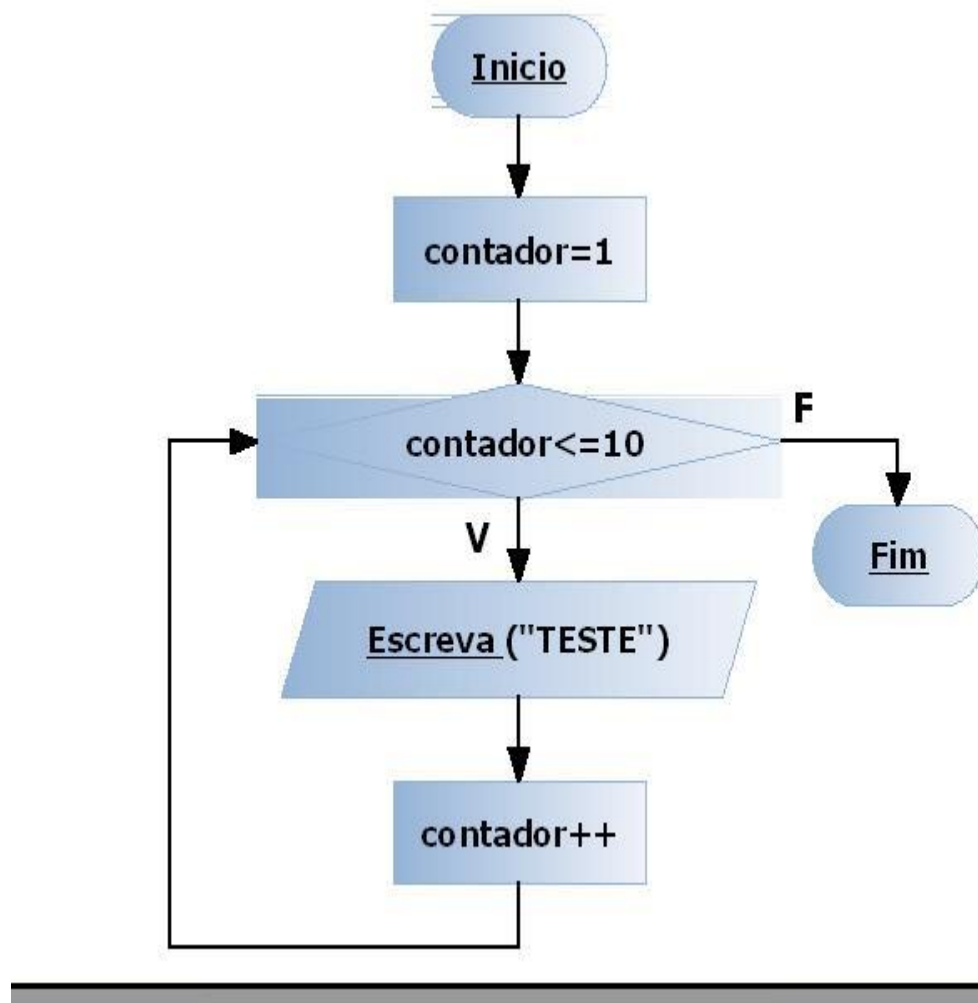 Inicio
contador=1
contador<=10
F
V
Fim
Escreva ("TESTE")
contador++